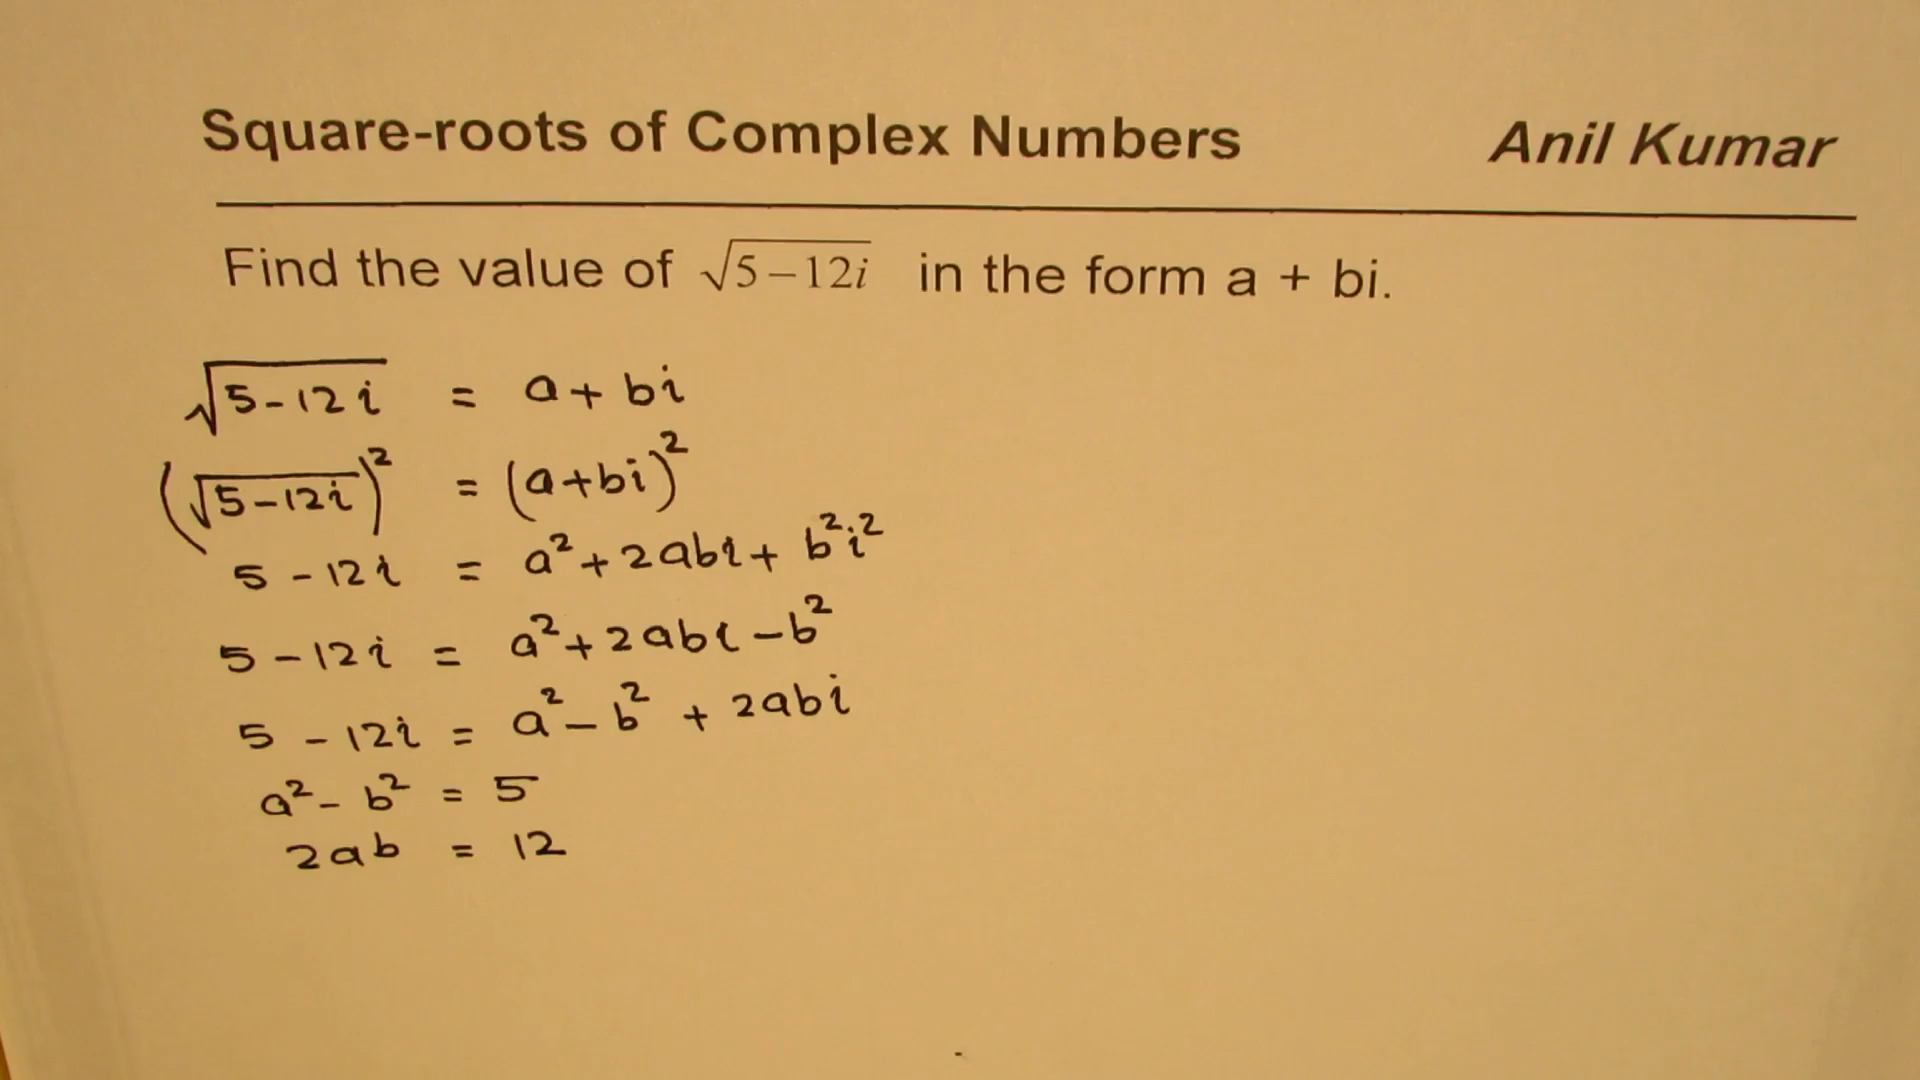 Square-roots of Complex Numbers Anil Kumar
Find the value of √(5−12i) in the form a + bi.
√(5-12i) = a + bi
(√(5-12i))² = (a+bi)²
5 - 12i = a² + 2abi + b²i²
5 - 12i = a² + 2abi - b²
5 - 12i = a² - b² + 2abi
a² - b² = 5
2ab = 12